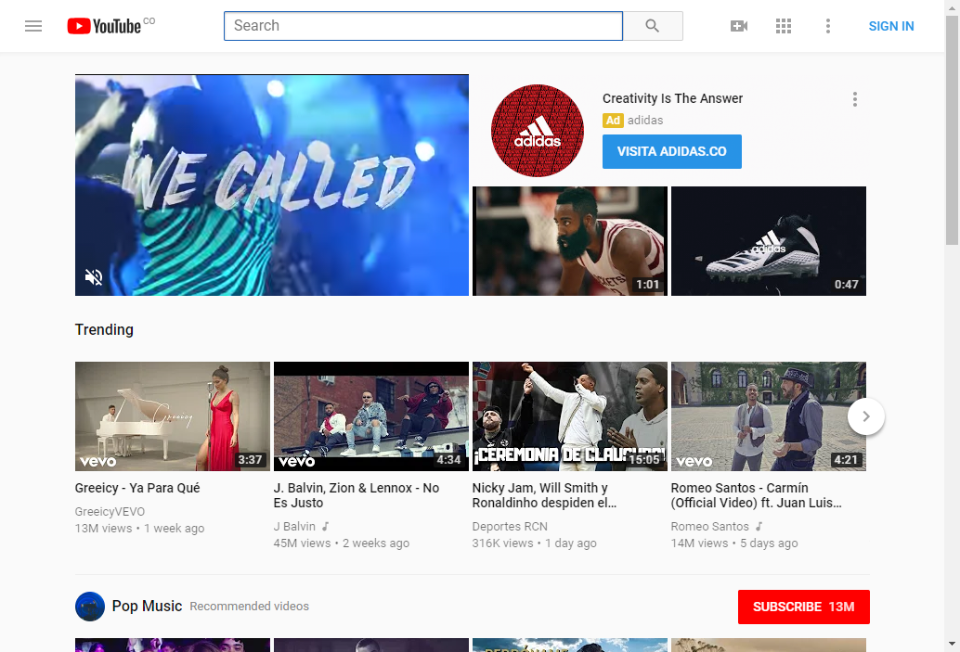 YouTube CO
Search
SIGN IN
WE CALLED
adidas
Creativity Is The Answer
Ad adidas
VISITA ADIDAS.CO
1:01
adidas
0:47
Trending
Greeicy
vevo
3:37
vevo
4:34
¡CEREMONIA DE CLAUSURA!
15:05
vevo
4:21
Greeicy - Ya Para Qué
GreeicyVEVO
13M views • 1 week ago
J. Balvin, Zion & Lennox - No
Es Justo
J Balvin
45M views • 2 weeks ago
Nicky Jam, Will Smith y
Ronaldinho despiden el...
Deportes RCN
316K views • 1 day ago
Romeo Santos - Carmín
(Official Video) ft. Juan Luis...
Romeo Santos
14M views • 5 days ago
Pop Music Recommended videos
SUBSCRIBE 13M